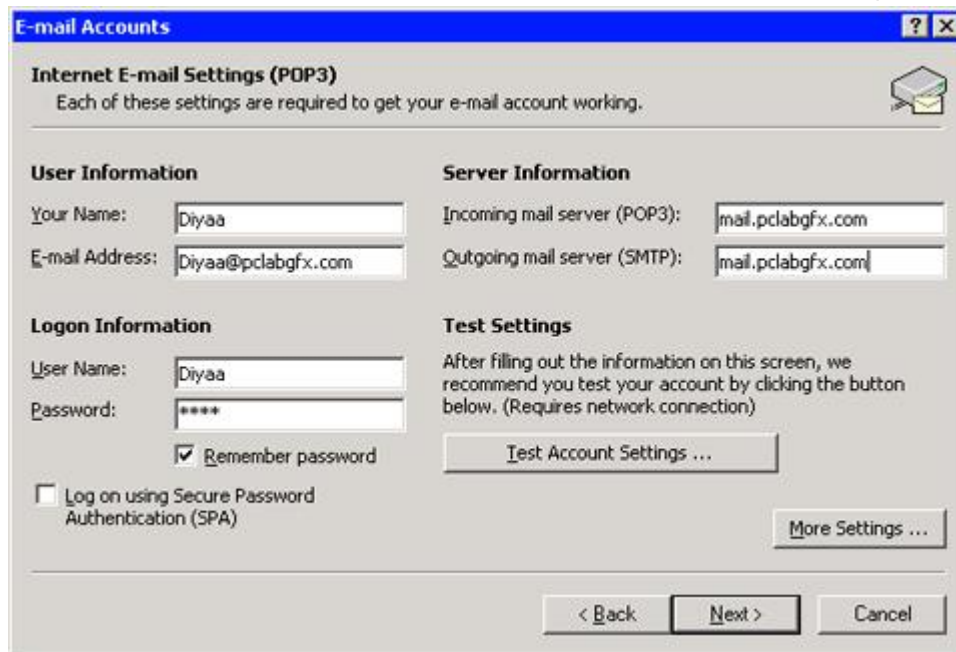 E-mail Accounts
Internet E-mail Settings (POP3)
Each of these settings are required to get your e-mail account working.
User Information
Your Name: Diyaa
E-mail Address: Diyaa@pclabgfx.com
Server Information
Incoming mail server (POP3): mail.pclabgfx.com
Outgoing mail server (SMTP): mail.pclabgfx.com
Logon Information
User Name: Diyaa
Password: ****
Remember password
Log on using Secure Password
Authentication (SPA)
Test Settings
After filling out the information on this screen, we
recommend you test your account by clicking the button
below. (Requires network connection)
Test Account Settings ...
More Settings ...
< Back
Next >
Cancel